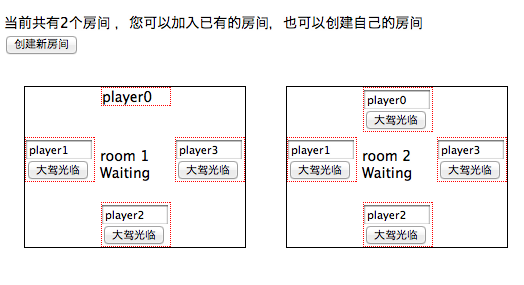 当前共有2个房间 ，您可以加入已有的房间，也可以创建自己的房间
创建新房间
player0
player1
大驾光临
room 1
Waiting
player3
大驾光临
player2
大驾光临
player0
大驾光临
player1
大驾光临
room 2
Waiting
player3
大驾光临
player2
大驾光临